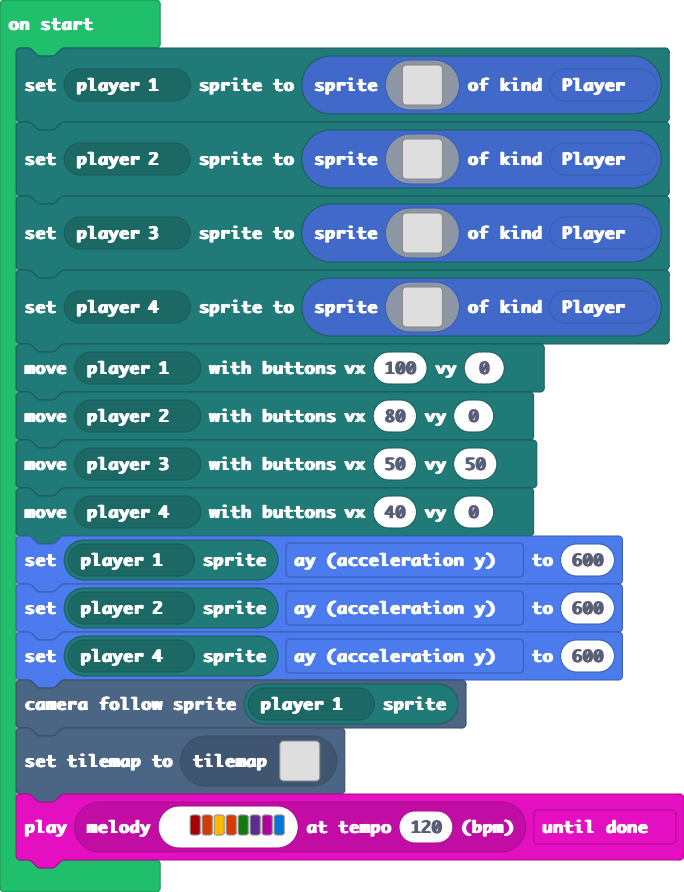 on start
set player 1 sprite to sprite of kind Player
set player 2 sprite to sprite of kind Player
set player 3 sprite to sprite of kind Player
set player 4 sprite to sprite of kind Player
move player 1 with buttons vx 100 vy 0
move player 2 with buttons vx 80 vy 0
move player 3 with buttons vx 50 vy 50
move player 4 with buttons vx 40 vy 0
set player 1 sprite ay (acceleration y) to 600
set player 2 sprite ay (acceleration y) to 600
set player 4 sprite ay (acceleration y) to 600
camera follow sprite player 1 sprite
set tilemap to tilemap
play melody at tempo 120 (bpm) until done